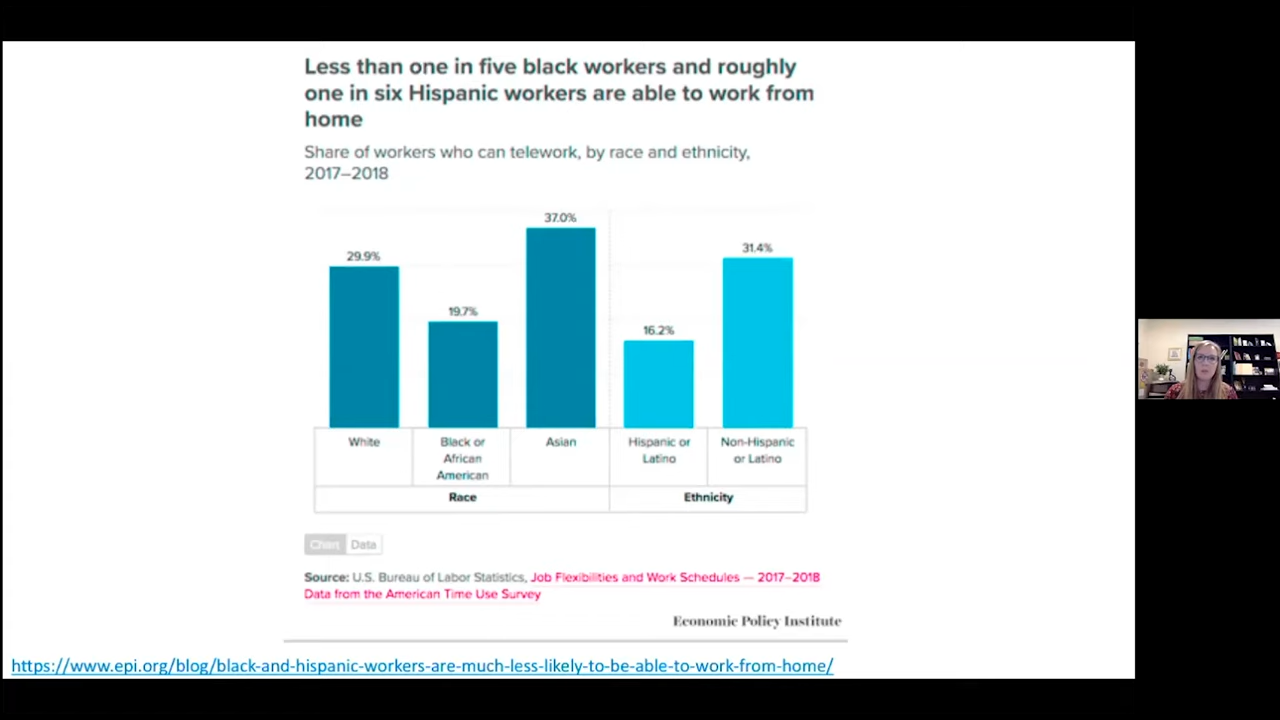 Less than one in five black workers and roughly
one in six Hispanic workers are able to work from
home
Share of workers who can telework, by race and ethnicity,
2017–2018
37.0%
31.4%
29.9%
19.7%
16.2%
White
Black or
African
American
Asian
Hispanic or
Latino
Non-Hispanic
or Latino
Race
Ethnicity
Chart Data
Source: U.S. Bureau of Labor Statistics, Job Flexibilities and Work Schedules — 2017–2018
Data from the American Time Use Survey
Economic Policy Institute
https://www.epi.org/blog/black-and-hispanic-workers-are-much-less-likely-to-be-able-to-work-from-home/